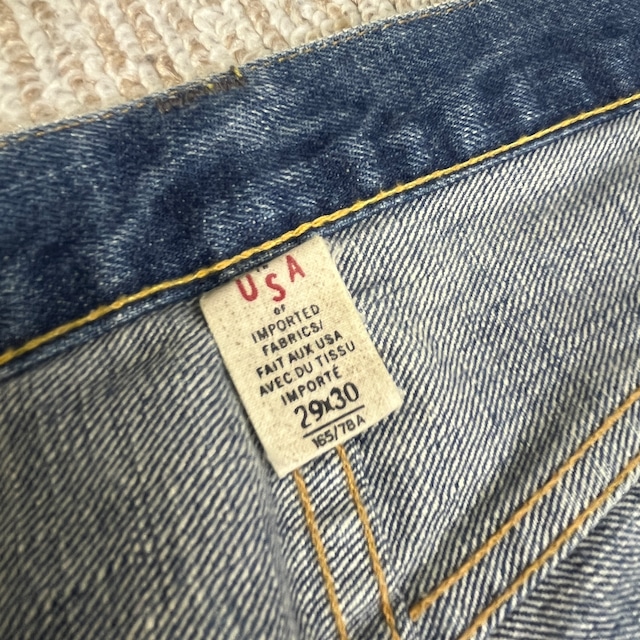 USA
OF
IMPORTED
FABRICS/
FAIT AUX USA
AVEC DU TISSU
IMPORTÉ
29x30
165/78A